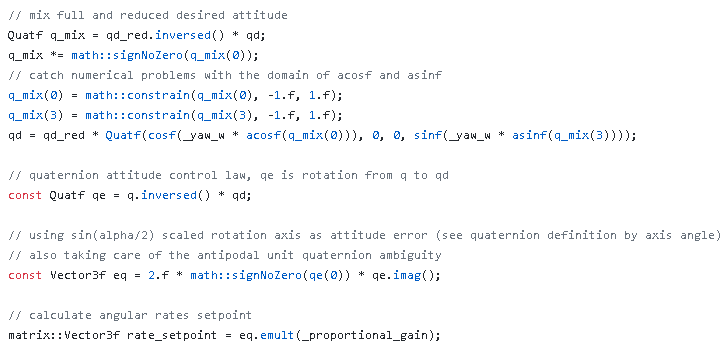 // mix full and reduced desired attitude
Quatf q_mix = qd_red.inversed() * qd;
q_mix *= math::signNoZero(q_mix(0));
// catch numerical problems with the domain of acosf and asinf
q_mix(0) = math::constrain(q_mix(0), -1.f, 1.f);
q_mix(3) = math::constrain(q_mix(3), -1.f, 1.f);
qd = qd_red * Quatf(cosf(_yaw_w * acosf(q_mix(0))), 0, 0, sinf(_yaw_w * asinf(q_mix(3))));

// quaternion attitude control law, qe is rotation from q to qd
const Quatf qe = q.inversed() * qd;

// using sin(alpha/2) scaled rotation axis as attitude error (see quaternion definition by axis angle)
// also taking care of the antipodal unit quaternion ambiguity
const Vector3f eq = 2.f * math::signNoZero(qe(0)) * qe.imag();

// calculate angular rates setpoint
matrix::Vector3f rate_setpoint = eq.emult(_proportional_gain);